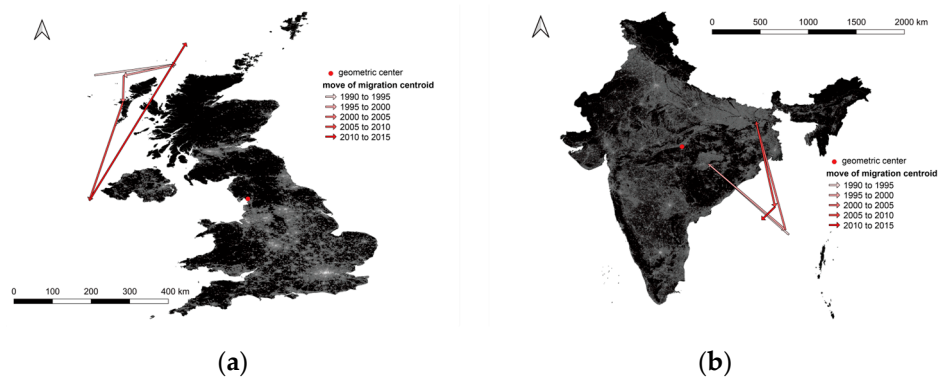 geometric center
move of migration centroid
1990 to 1995
1995 to 2000
2000 to 2005
2005 to 2010
2010 to 2015
0 100 200 300 400 km
(a)
0 500 1000 1500 2000 km
geometric center
move of migration centroid
1990 to 1995
1995 to 2000
2000 to 2005
2005 to 2010
2010 to 2015
(b)